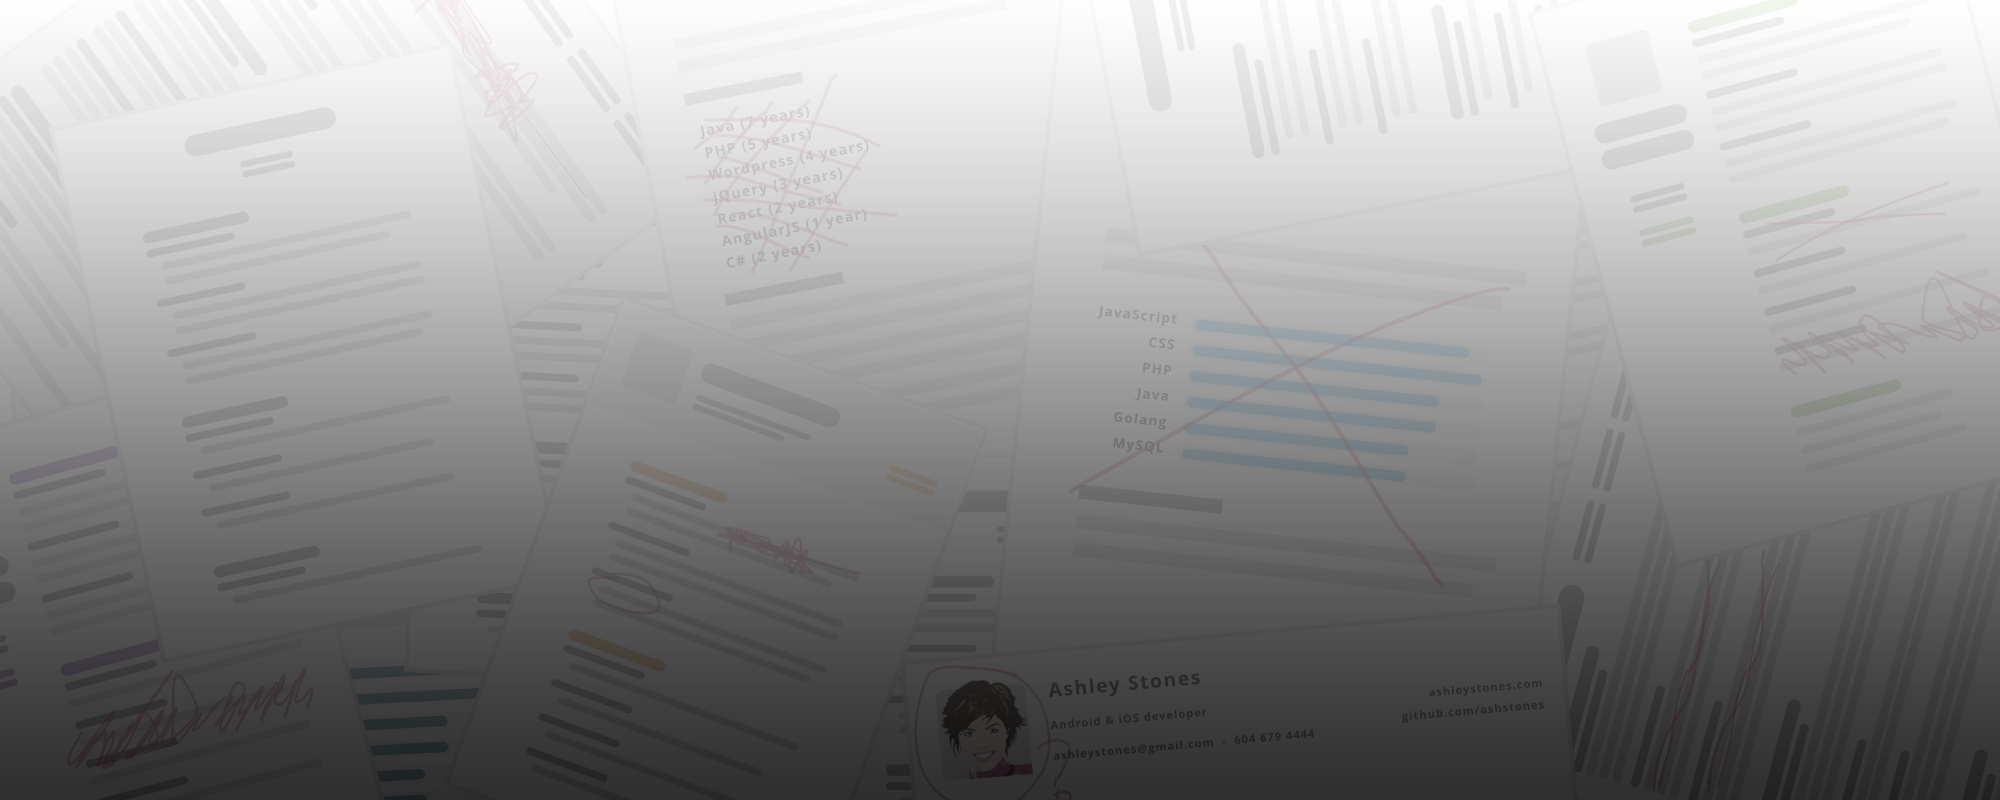 Java (7 years)
PHP (5 years)
Wordpress (4 years)
jQuery (3 years)
React (2 years)
AngularJS (1 year)
C# (2 years)
JavaScript
CSS
PHP
Java
Golang
MySQL
Ashley Stones
Android & iOS developer
ashleystones@gmail.com - 604 679 4444
ashleystones.com
github.com/ashstones